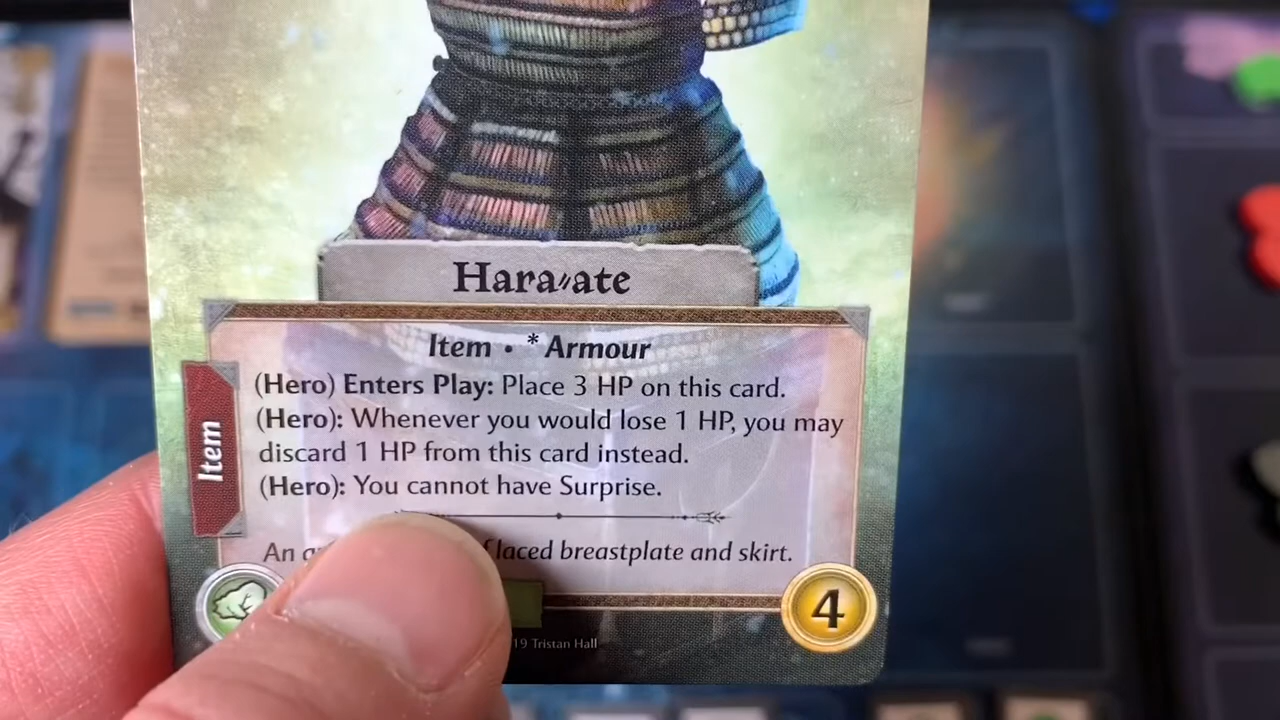 Hara〃ate
Item • *Armour
(Hero) Enters Play: Place 3 HP on this card.
(Hero): Whenever you would lose 1 HP, you may
discard 1 HP from this card instead.
(Hero): You cannot have Surprise.
Item
An laced breastplate and skirt.
4
19 Tristan Hall